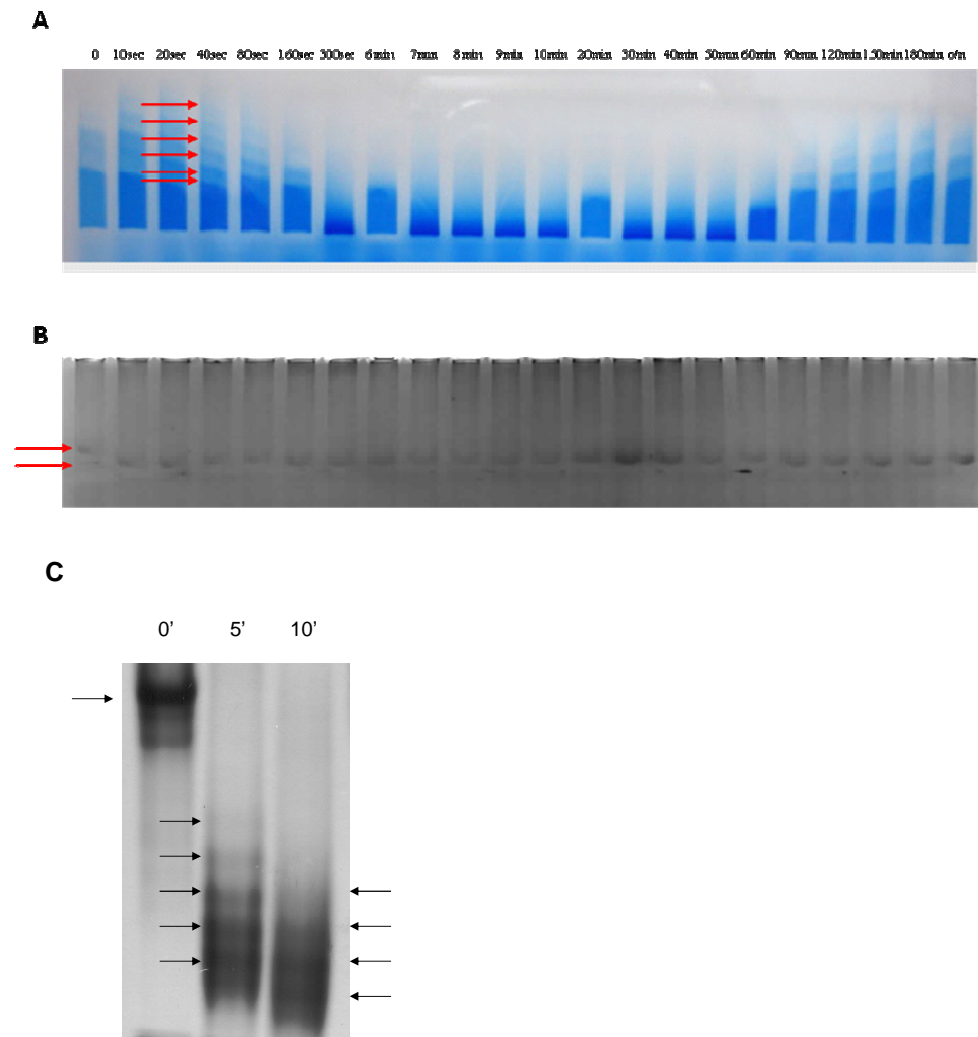 A
0 10sec 20sec 40sec 80sec 160sec 300sec 6min 7min 8min 9min 10min 20min 30min 40min 50min 60min 90min 120min 150min 180min o/n
B
C
0' 5' 10'